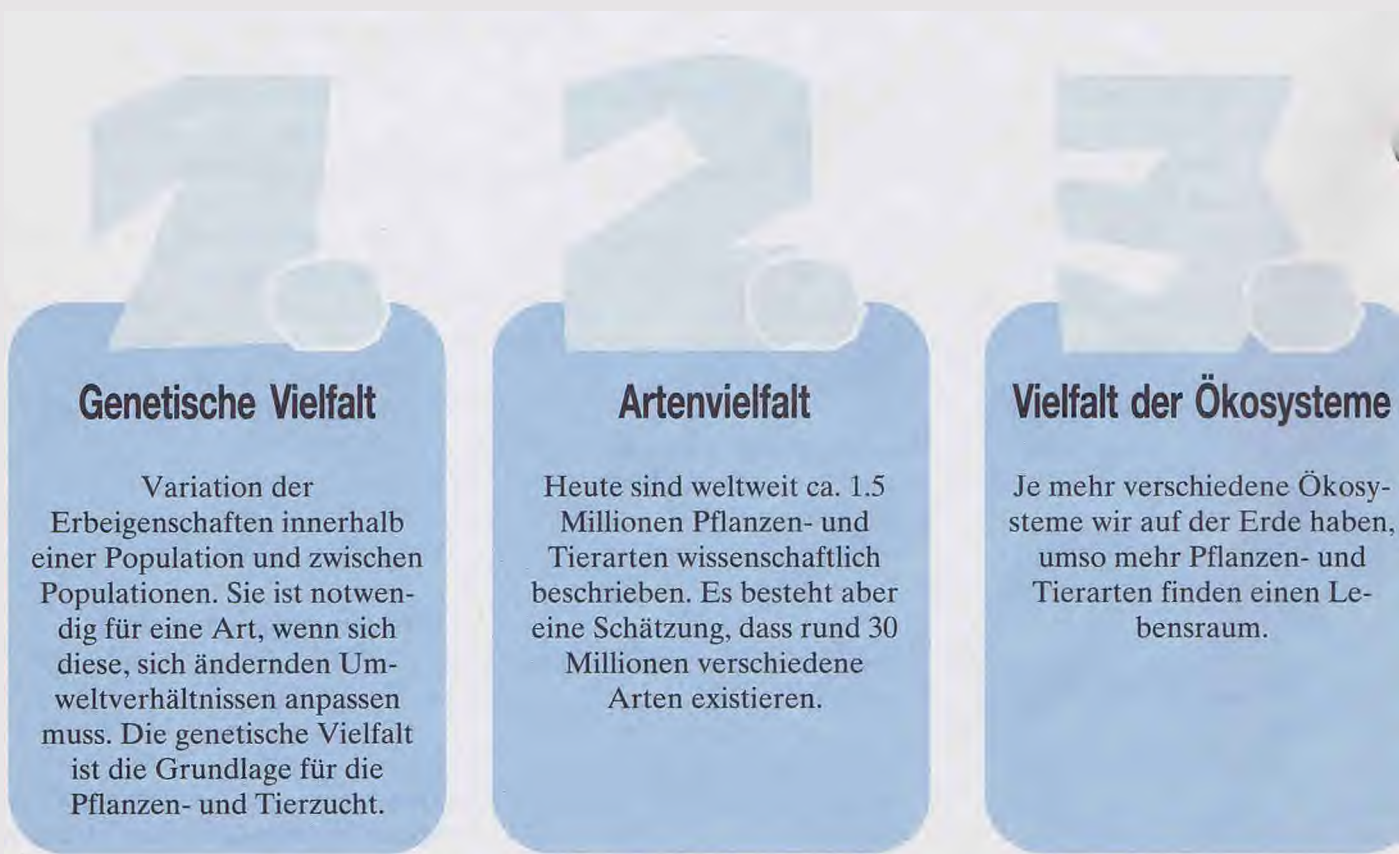 1.
Genetische Vielfalt
Variation der
Erbeigenschaften innerhalb
einer Population und zwischen
Populationen. Sie ist notwen-
dig für eine Art, wenn sich
diese, sich ändernden Um-
weltverhältnissen anpassen
muss. Die genetische Vielfalt
ist die Grundlage für die
Pflanzen- und Tierzucht.
2.
Artenvielfalt
Heute sind weltweit ca. 1.5
Millionen Pflanzen- und
Tierarten wissenschaftlich
beschrieben. Es besteht aber
eine Schätzung, dass rund 30
Millionen verschiedene
Arten existieren.
3.
Vielfalt der Ökosysteme
Je mehr verschiedene Ökosy-
steme wir auf der Erde haben,
umso mehr Pflanzen- und
Tierarten finden einen Le-
bensraum.